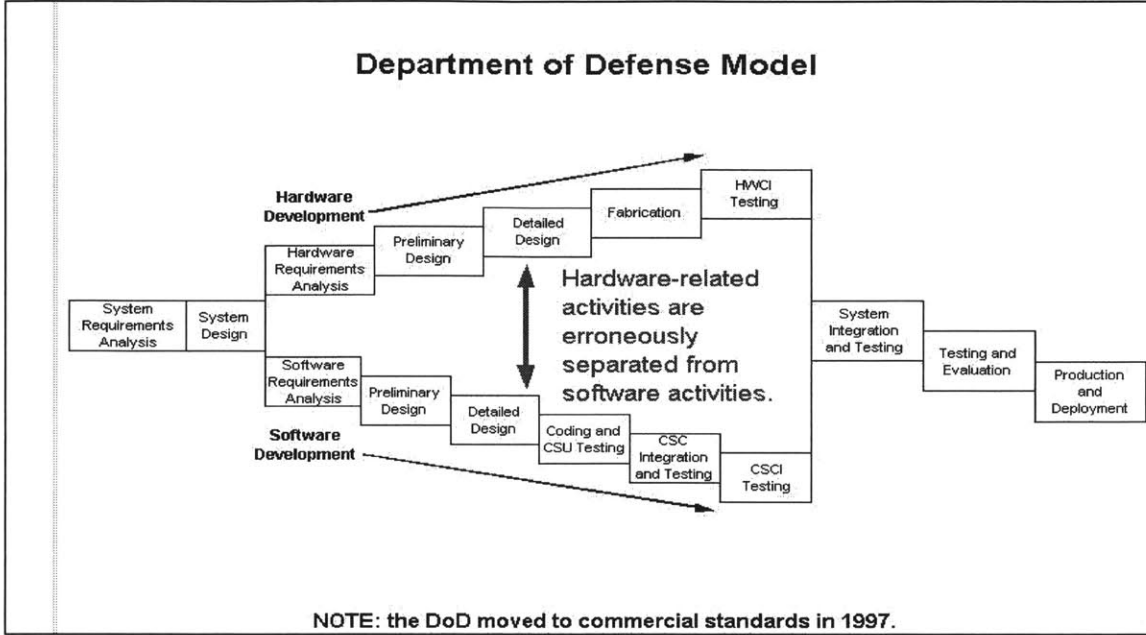 Department of Defense Model
Hardware
Development
HWCI
Testing
Fabrication
Detailed
Design
Preliminary
Design
Hardware
Requirements
Analysis
System
Requirements
Analysis
System
Design
Hardware-related
activities are
erroneously
separated from
software activities.
Software
Requirements
Analysis
Preliminary
Design
Detailed
Design
Coding and
CSU Testing
CSC
Integration
and Testing
CSCI
Testing
Software
Development
System
Integration
and Testing
Testing and
Evaluation
Production
and
Deployment
NOTE: the DoD moved to commercial standards in 1997.